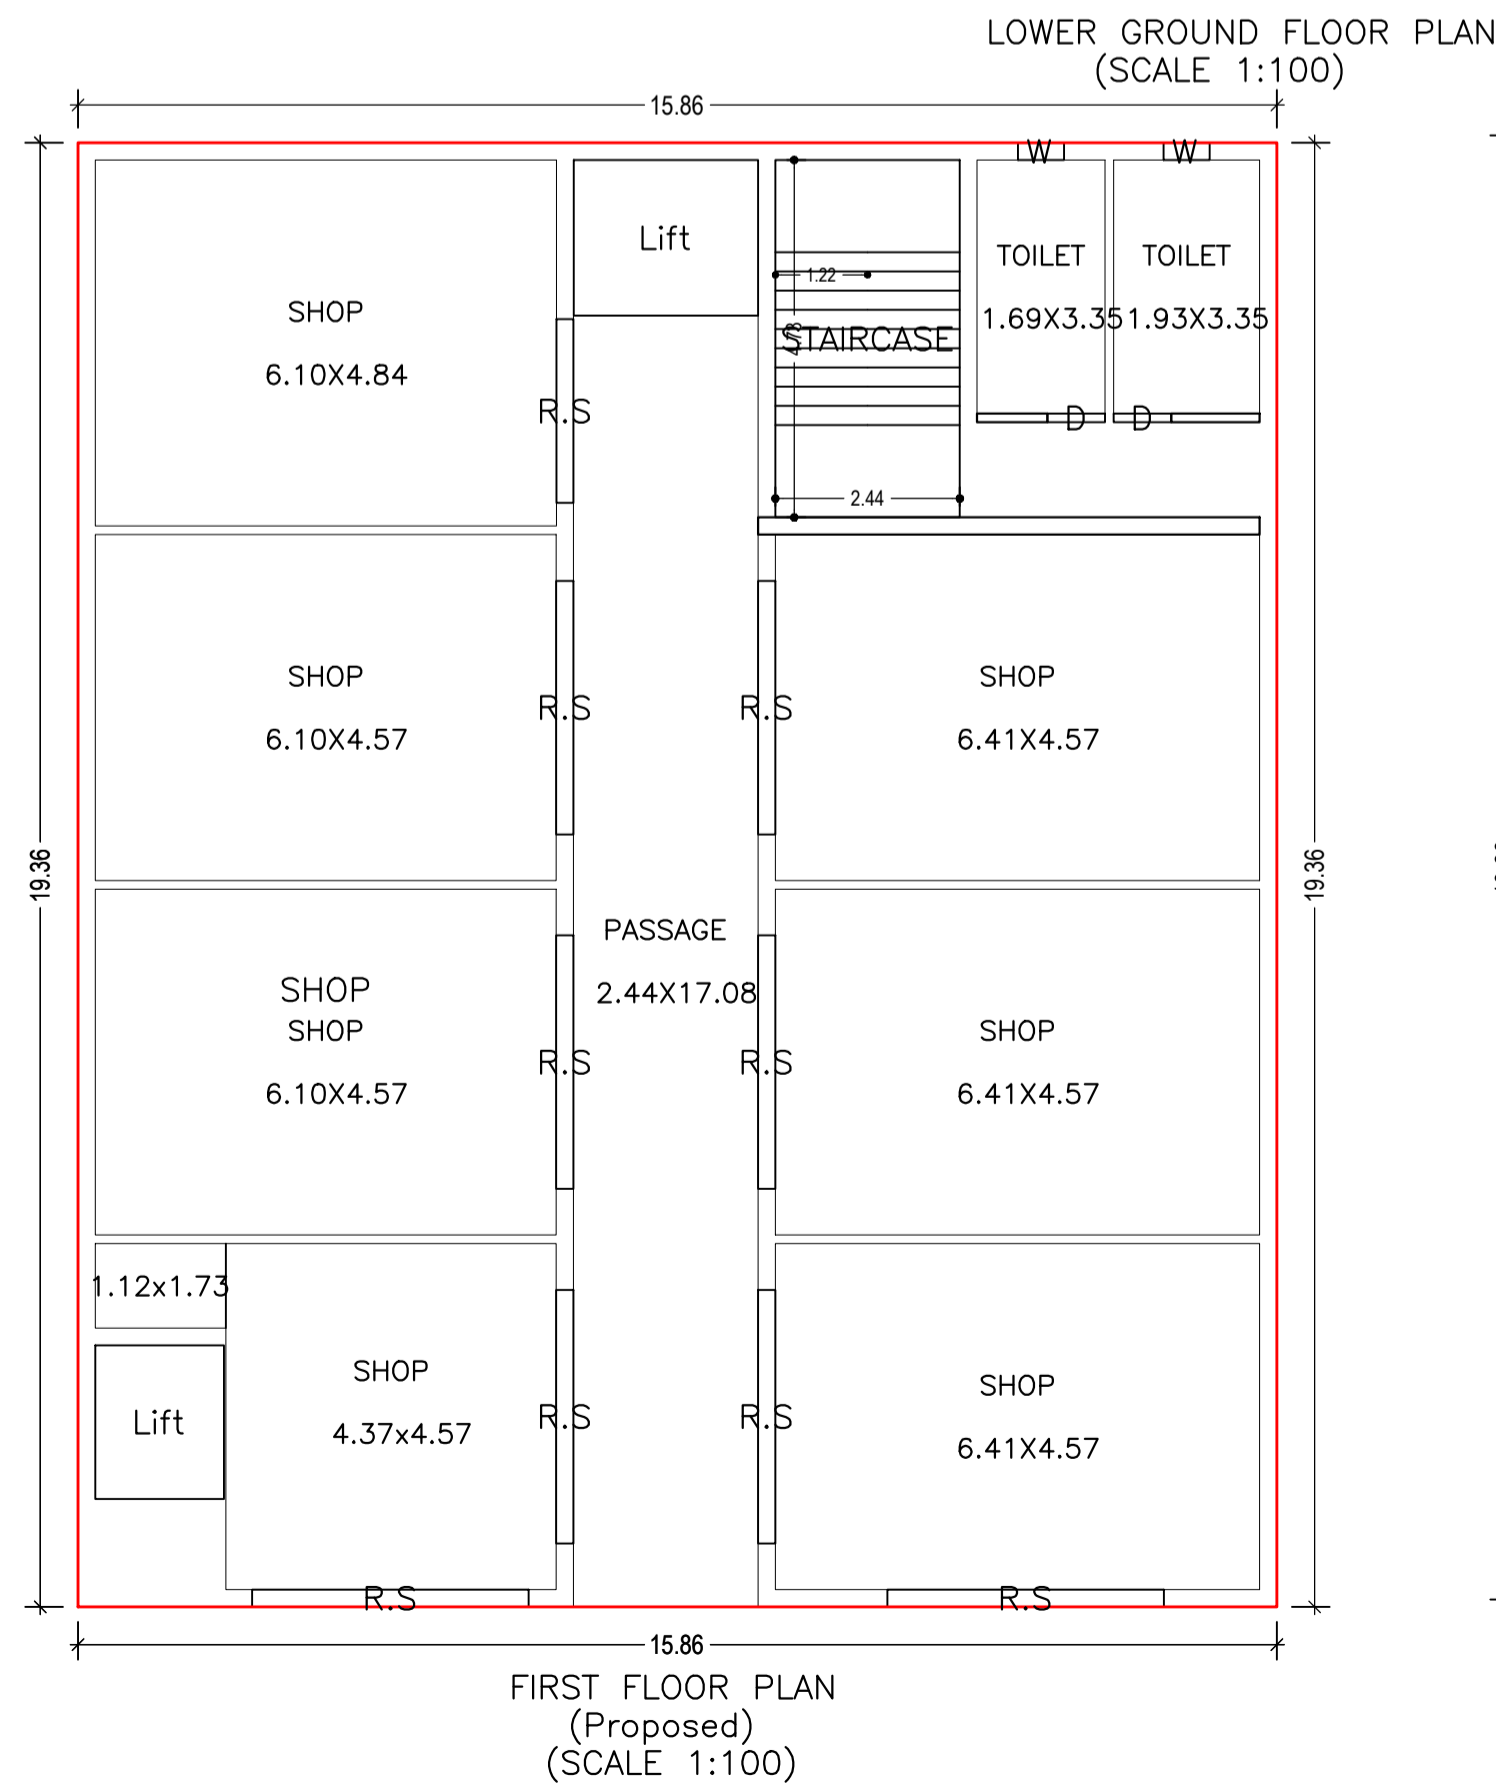 LOWER GROUND FLOOR PLAN
(SCALE 1:100)
15.86
W
W
Lift
TOILET
TOILET
1.22
SHOP
1.69X3.35
1.93X3.35
STAIRCASE
6.10X4.84
R.S
D
D
2.44
SHOP
SHOP
R.S
R.S
6.10X4.57
6.41X4.57
19.36
19.36
PASSAGE
2.44X17.08
SHOP
SHOP
SHOP
R.S
R.S
6.10X4.57
6.41X4.57
1.12x1.73
SHOP
SHOP
Lift
R.S
R.S
4.37x4.57
6.41X4.57
R.S
R.S
15.86
FIRST FLOOR PLAN
(Proposed)
(SCALE 1:100)